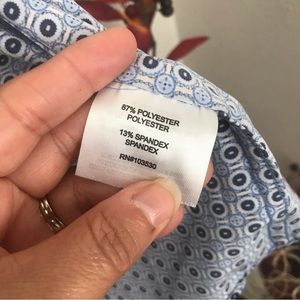 87% POLYESTER
POLYESTER
13% SPANDEX
SPANDEX
RN#103530